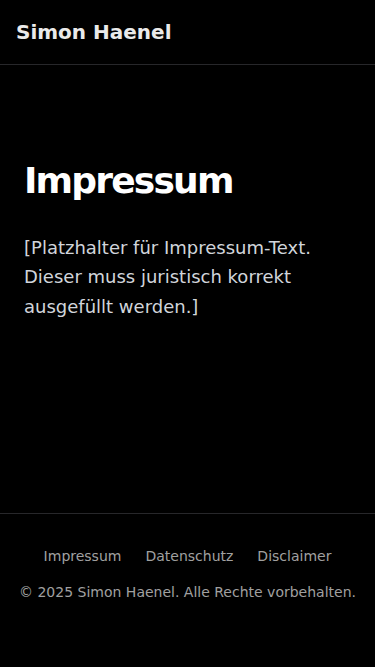 Simon Haenel
Impressum
[Platzhalter für Impressum-Text.
Dieser muss juristisch korrekt
ausgefüllt werden.]
Impressum Datenschutz Disclaimer
© 2025 Simon Haenel. Alle Rechte vorbehalten.